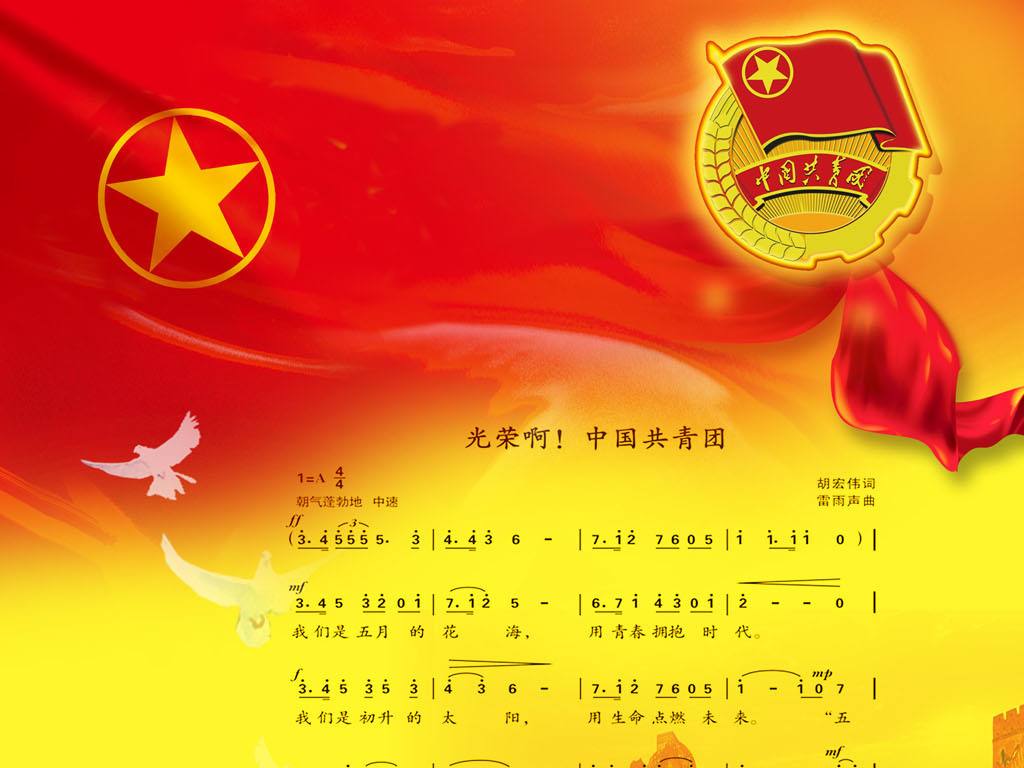 中国共青团
光荣啊！中国共青团
1=A 4/4
胡宏伟词
朝气蓬勃地 中速
雷雨声曲
ff
3
(3. 4 5 5 5 5. 3 | 4. 4 3 6 - | 7. 1 2 7 6 0 5 | 1 1. 1 1 0 ) |
mf
3. 4 5 3 2 0 1 | 7. 1 2 5 - | 6. 7 1 4 3 0 1 | 2 - - 0 |
我们是五月的花海， 用青春拥抱时代。
f
mp
3. 4 5 3 5 3 | 4 3 6 - | 7. 1 2 7 6 0 5 | 1 - 1 0 7 |
我们是初升的太阳， 用生命点燃未来。 “五
mf